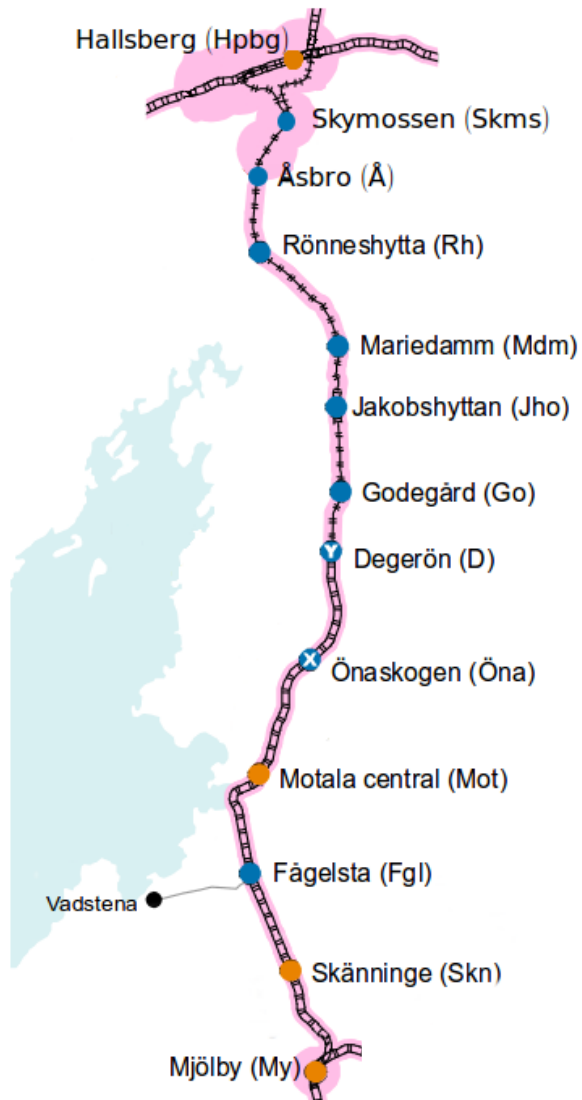 Hallsberg (Hpbg)
Skymossen (Skms)
Åsbro (Å)
Rönneshytta (Rh)
Mariedamm (Mdm)
Jakobshyttan (Jho)
Godegård (Go)
Y
Degerön (D)
X
Önaskogen (Öna)
Motala central (Mot)
Fågelsta (Fgl)
Vadstena
Skänninge (Skn)
Mjölby (My)